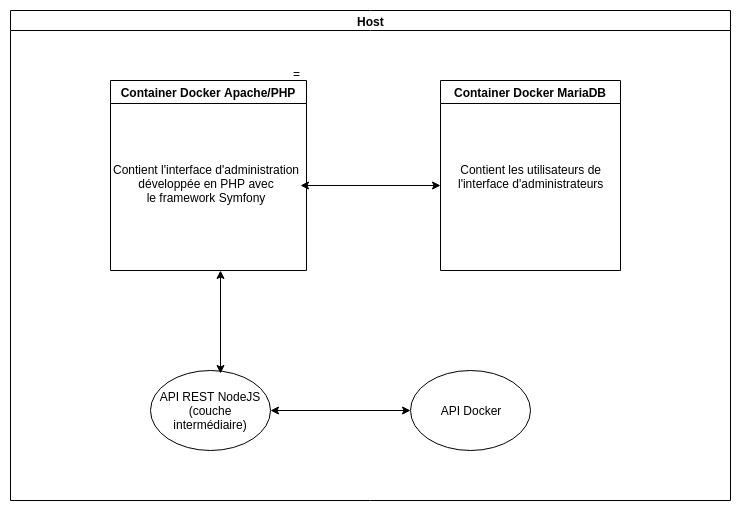 Host
=
Container Docker Apache/PHP
Container Docker MariaDB
Contient l'interface d'administration
développée en PHP avec
le framework Symfony
Contient les utilisateurs de
l'interface d'administrateurs
API REST NodeJS
(couche
intermédiaire)
API Docker